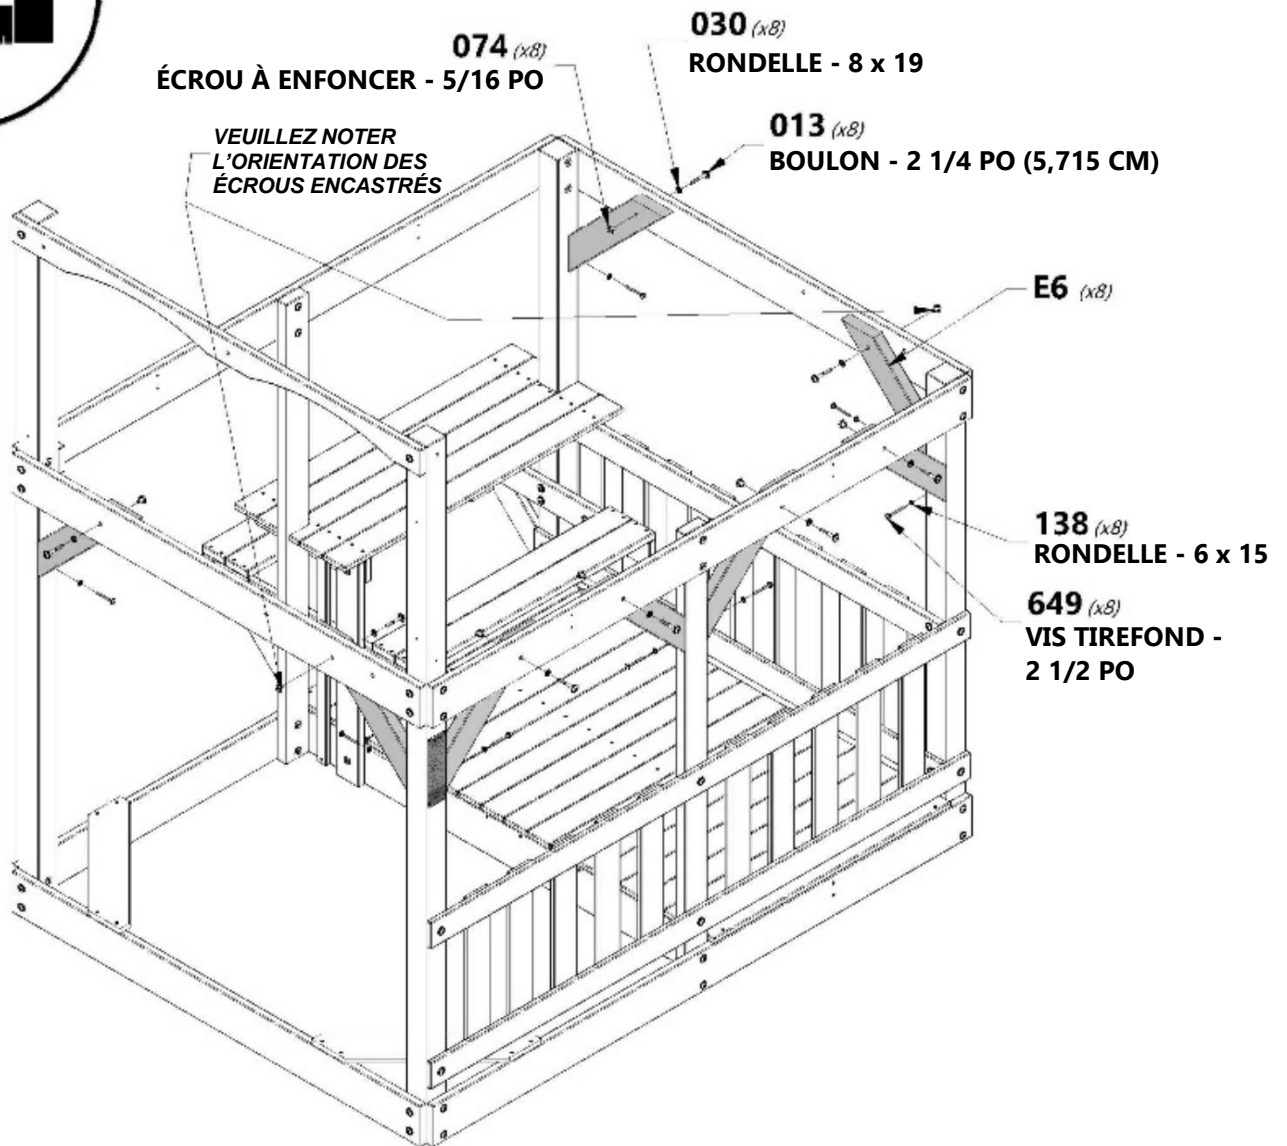 074 (x8)
ÉCROU À ENFONCER - 5/16 PO
030 (x8)
RONDELLE - 8 x 19
013 (x8)
BOULON - 2 1/4 PO (5,715 CM)
VEUILLEZ NOTER
L'ORIENTATION DES
ÉCROUS ENCASTRÉS
E6 (x8)
138 (x8)
RONDELLE - 6 x 15
649 (x8)
VIS TIREFOND -
2 1/2 PO